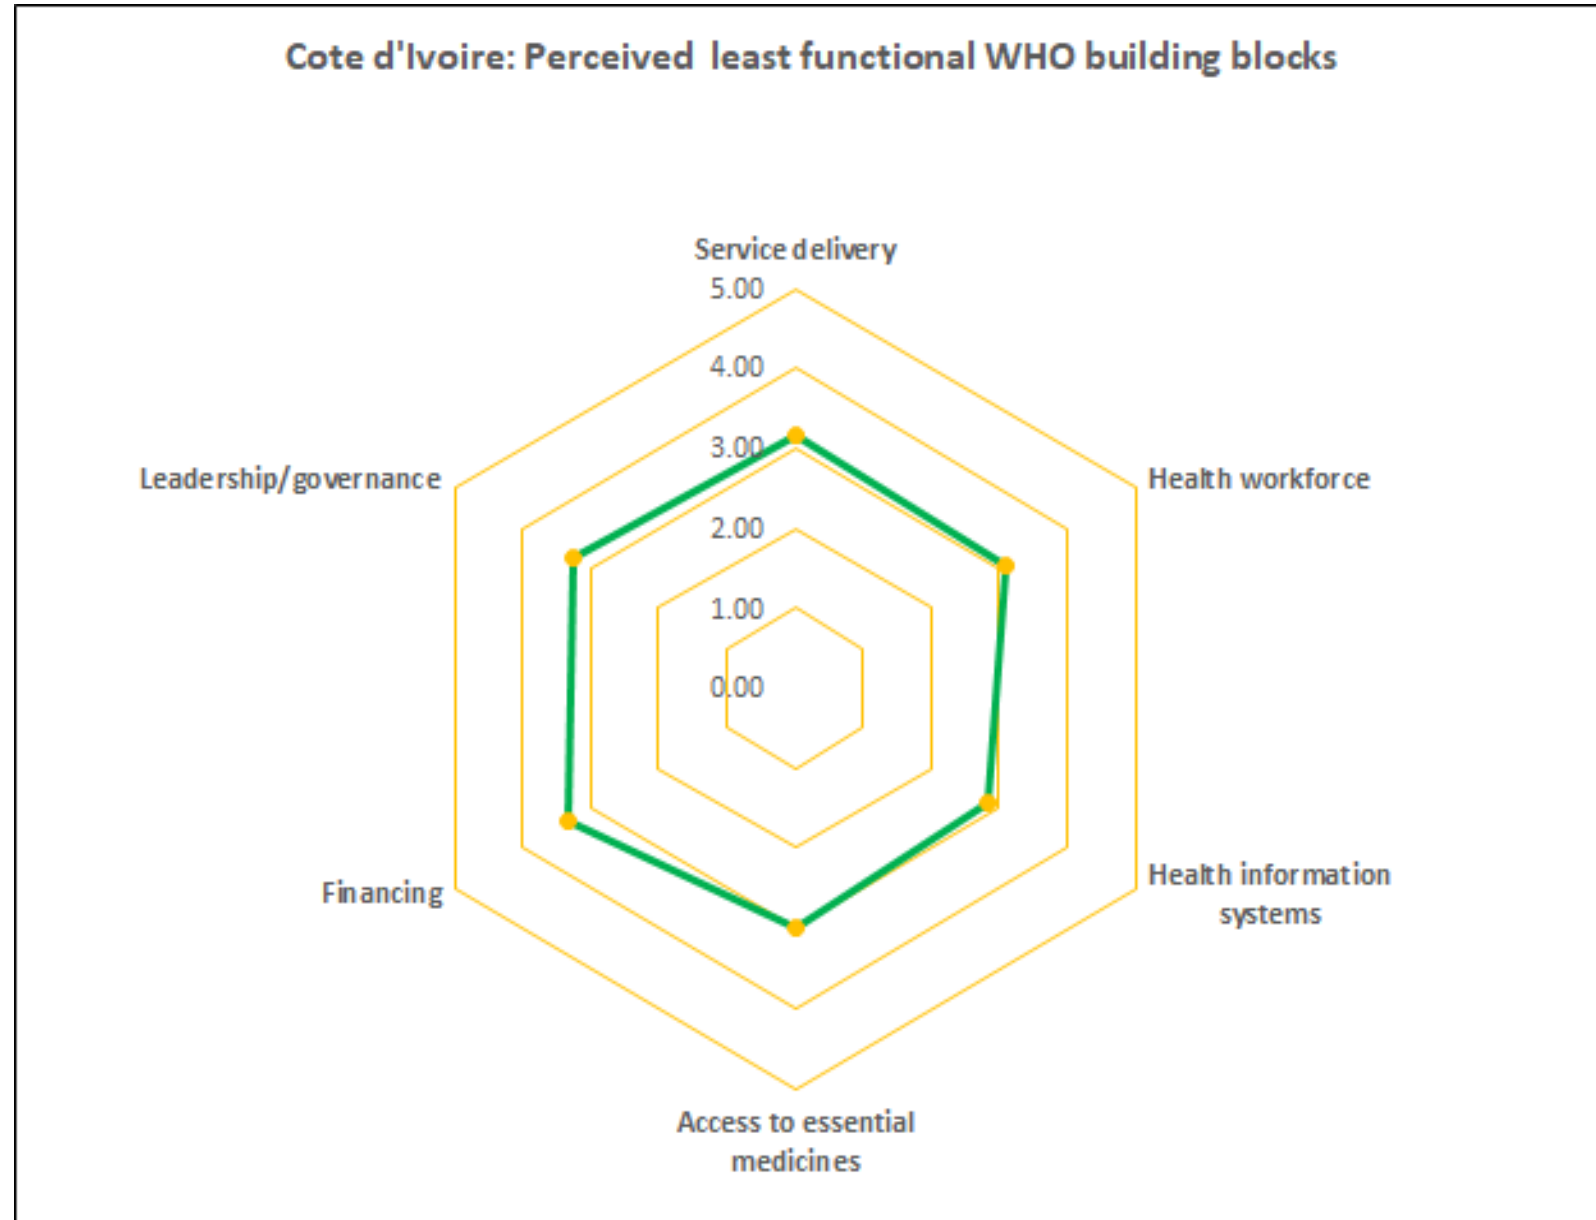 Cote d'Ivoire: Perceived least functional WHO building blocks
Service delivery
5.00
4.00
3.00
2.00
1.00
0.00
Health workforce
Health information
systems
Access to essential
medicines
Financing
Leadership/governance